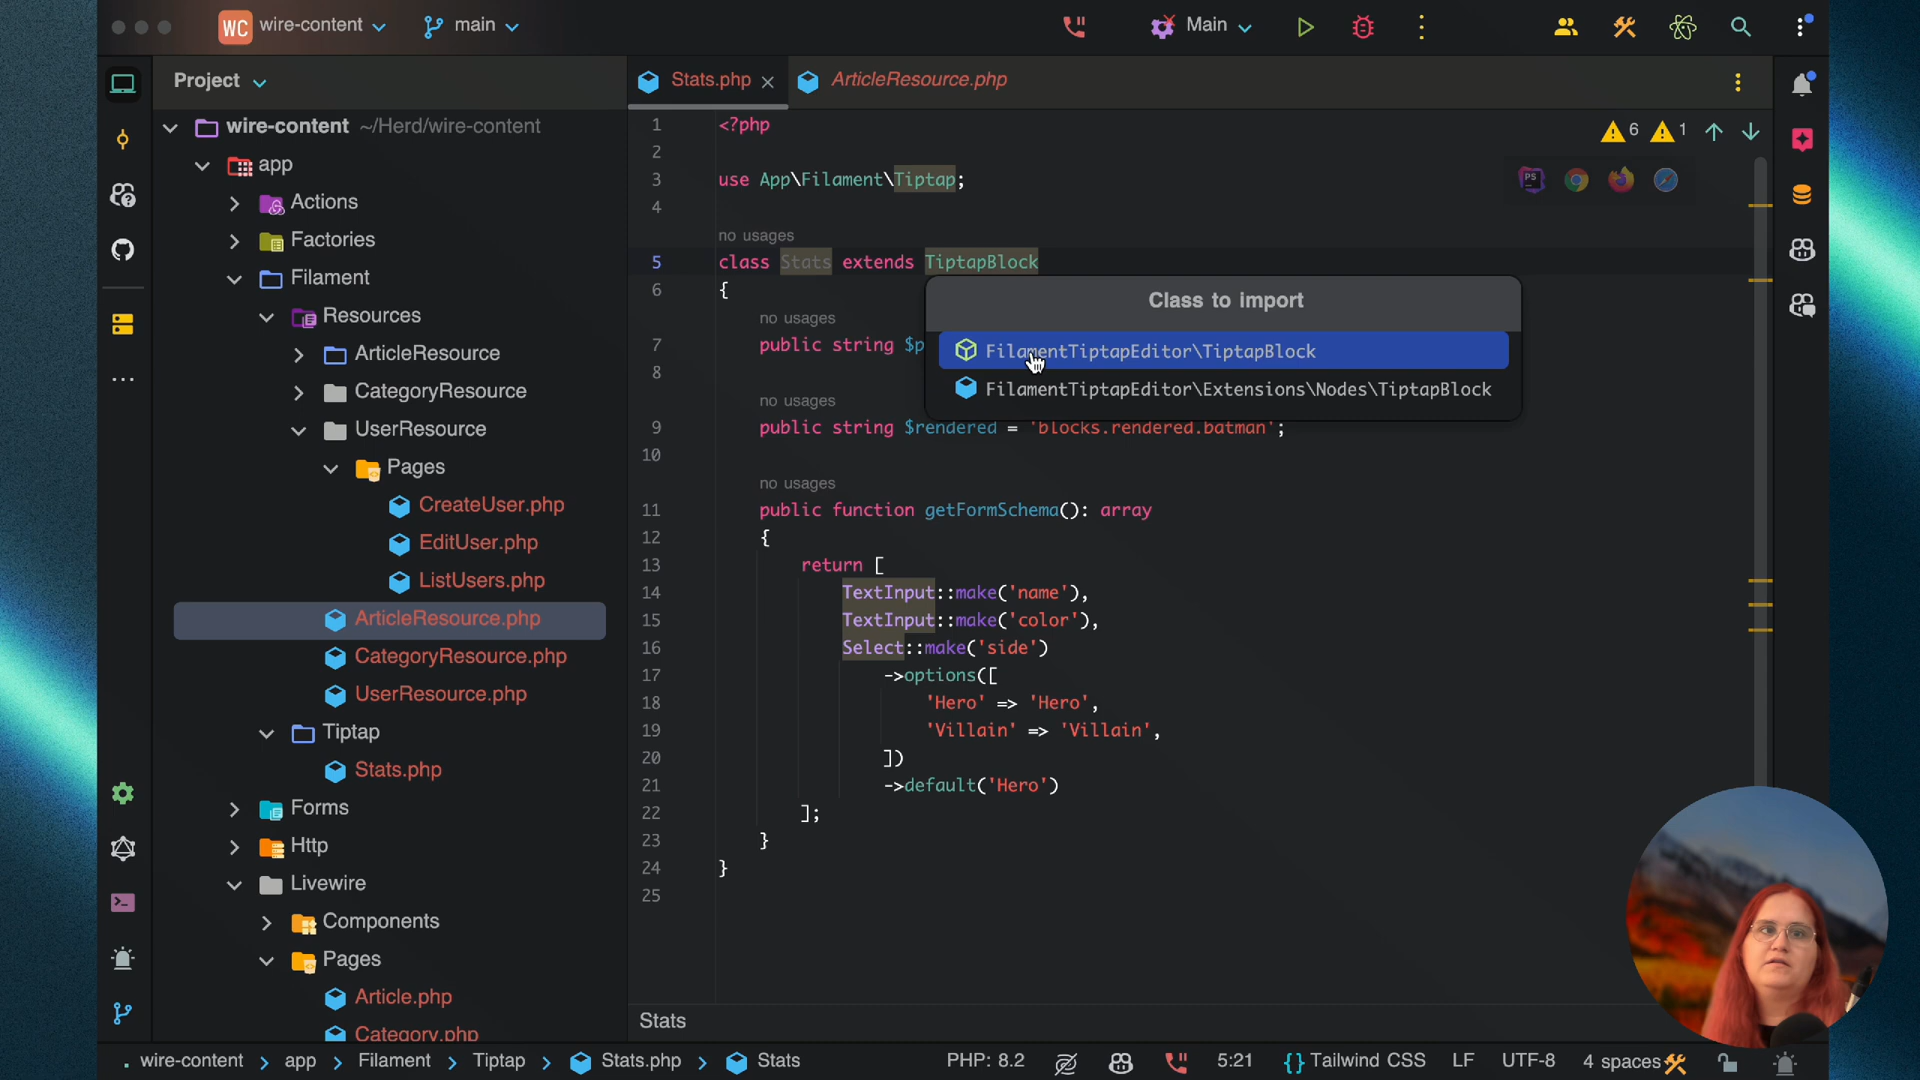 WC wire-content main Main
Project
Stats.php ArticleResource.php
wire-content ~/Herd/wire-content
app
Actions
Factories
Filament
Resources
ArticleResource
CategoryResource
UserResource
Pages
CreateUser.php
EditUser.php
ListUsers.php
ArticleResource.php
CategoryResource.php
UserResource.php
Tiptap
Stats.php
Forms
Http
Livewire
Components
Pages
Article.php
Category.php
6 1
PS
1 <?php
2
3 use App\Filament\Tiptap;
4
no usages
5 class Stats extends TiptapBlock
6 {
Class to import
FilamentTiptapEditor\TiptapBlock
FilamentTiptapEditor\Extensions\Nodes\TiptapBlock
no usages
7 public string $p
8
no usages
9 public string $rendered = 'blocks.rendered.batman';
10
no usages
11 public function getFormSchema(): array
12 {
13 return [
14 TextInput::make('name'),
15 TextInput::make('color'),
16 Select::make('side')
17 ->options([
18 'Hero' => 'Hero',
19 'Villain' => 'Villain',
20 ])
21 ->default('Hero')
22 ];
23 }
24 }
25
Stats
wire-content > app > Filament > Tiptap > Stats.php > Stats
PHP: 8.2 5:21 {} Tailwind CSS LF UTF-8 4 spaces